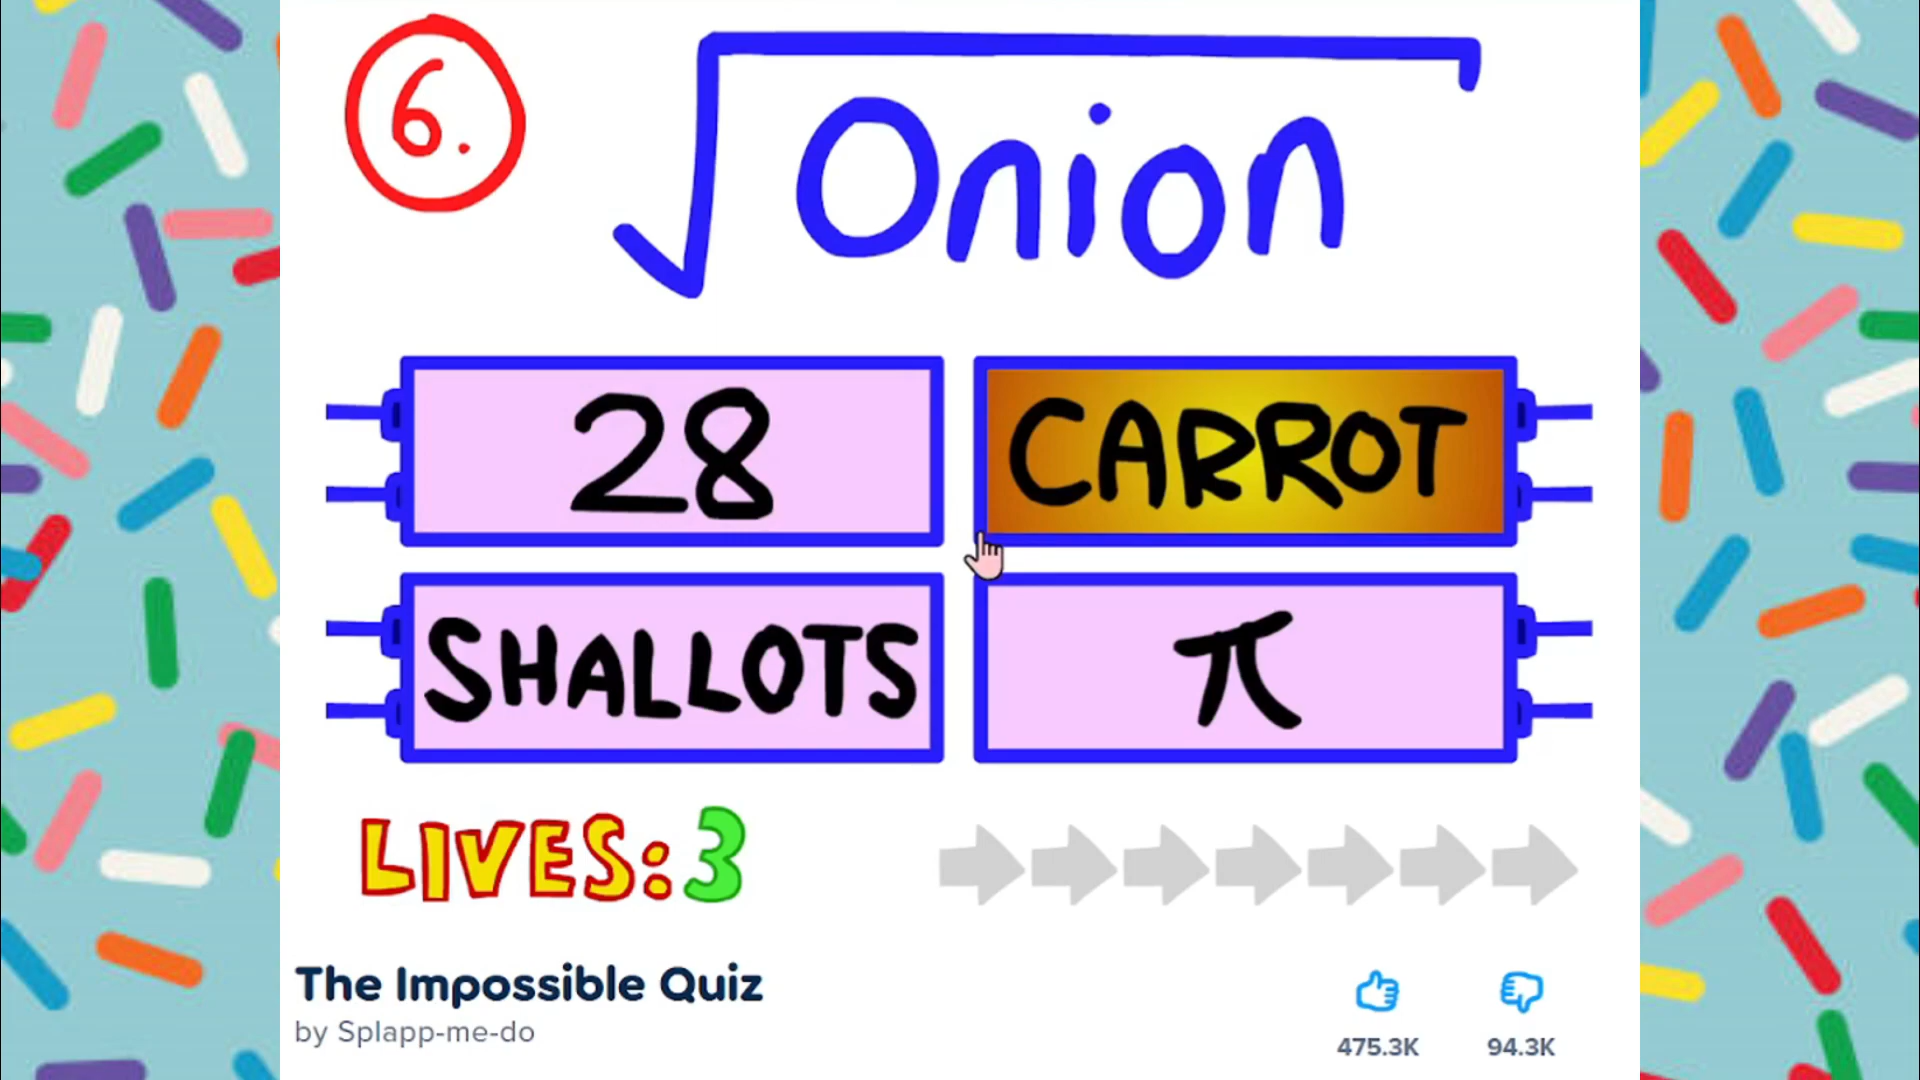 6.
√Onion
28
CARROT
SHALLOTS
π
LIVES: 3
The Impossible Quiz
by Splapp-me-do
475.3K
94.3K